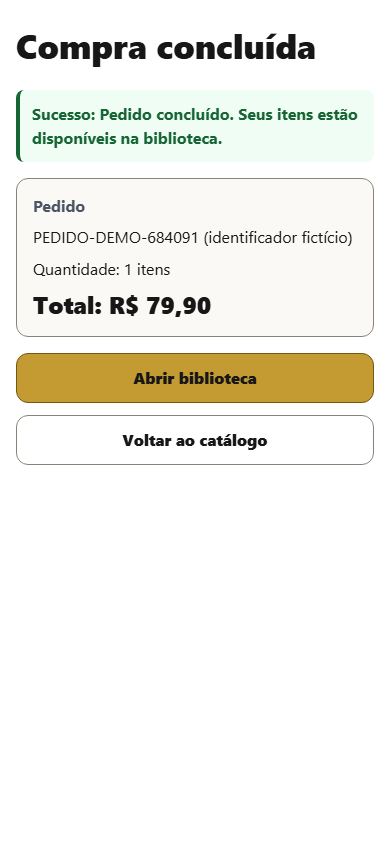 Compra concluída
Sucesso: Pedido concluído. Seus itens estão
disponíveis na biblioteca.
Pedido
PEDIDO-DEMO-684091 (identificador fictício)
Quantidade: 1 itens
Total: R$ 79,90
Abrir biblioteca
Voltar ao catálogo